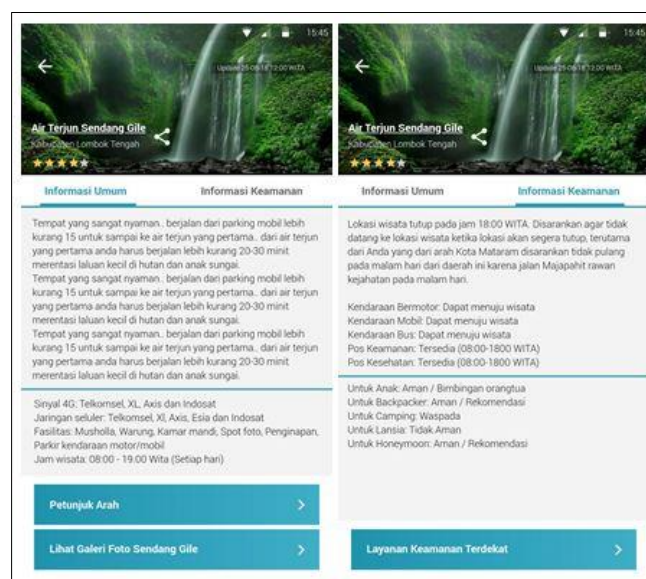 15:45
Update 25-06-18 12:00 WITA
Air Terjun Sendang Gile
Kabupaten Lombok Tengah
Informasi Umum
Informasi Keamanan
Tempat yang sangat nyaman.. berjalan dari parking mobil lebih
kurang 15 untuk sampai ke air terjun yang pertama.. dari air terjun
yang pertama anda harus berjalan lebih kurang 20-30 minit
merentasi laluan kecil di hutan dan anak sungai.
Tempat yang sangat nyaman.. berjalan dari parking mobil lebih
kurang 15 untuk sampai ke air terjun yang pertama.. dari air terjun
yang pertama anda harus berjalan lebih kurang 20-30 minit
merentasi laluan kecil di hutan dan anak sungai.
Tempat yang sangat nyaman.. berjalan dari parking mobil lebih
kurang 15 untuk sampai ke air terjun yang pertama.. dari air terjun
yang pertama anda harus berjalan lebih kurang 20-30 minit
merentasi laluan kecil di hutan dan anak sungai.
Sinyal 4G: Telkomsel, XL, Axis dan Indosat
Jaringan seluler: Telkomsel, Xl, Axis, Esia dan Indosat
Fasilitas: Musholla, Warung, Kamar mandi, Spot foto, Penginapan,
Parkir kendaraan motor/mobil
Jam wisata: 08:00 - 19.00 Wita (Setiap hari)
Petunjuk Arah
Lihat Galeri Foto Sendang Gile
15:45
Update 25-06-18 12:00 WITA
Air Terjun Sendang Gile
Kabupaten Lombok Tengah
Informasi Umum
Informasi Keamanan
Lokasi wisata tutup pada jam 18:00 WITA. Disarankan agar tidak
datang ke lokasi wisata ketika lokasi akan segera tutup, terutama
dari Anda yang dari arah Kota Mataram disarankan tidak pulang
pada malam hari dari daerah ini karena jalan Majapahit rawan
kejahatan pada malam hari.
Kendaraan Bermotor: Dapat menuju wisata
Kendaraan Mobil: Dapat menuju wisata
Kendaraan Bus: Dapat menuju wisata
Pos Keamanan: Tersedia (08:00-1800 WITA)
Pos Kesehatan: Tersedia (08:00-1800 WITA)
Untuk Anak: Aman / Bimbingan orangtua
Untuk Backpacker: Aman / Rekomendasi
Untuk Camping: Waspada
Untuk Lansia: Tidak Aman
Untuk Honeymoon: Aman / Rekomendasi
Layanan Keamanan Terdekat